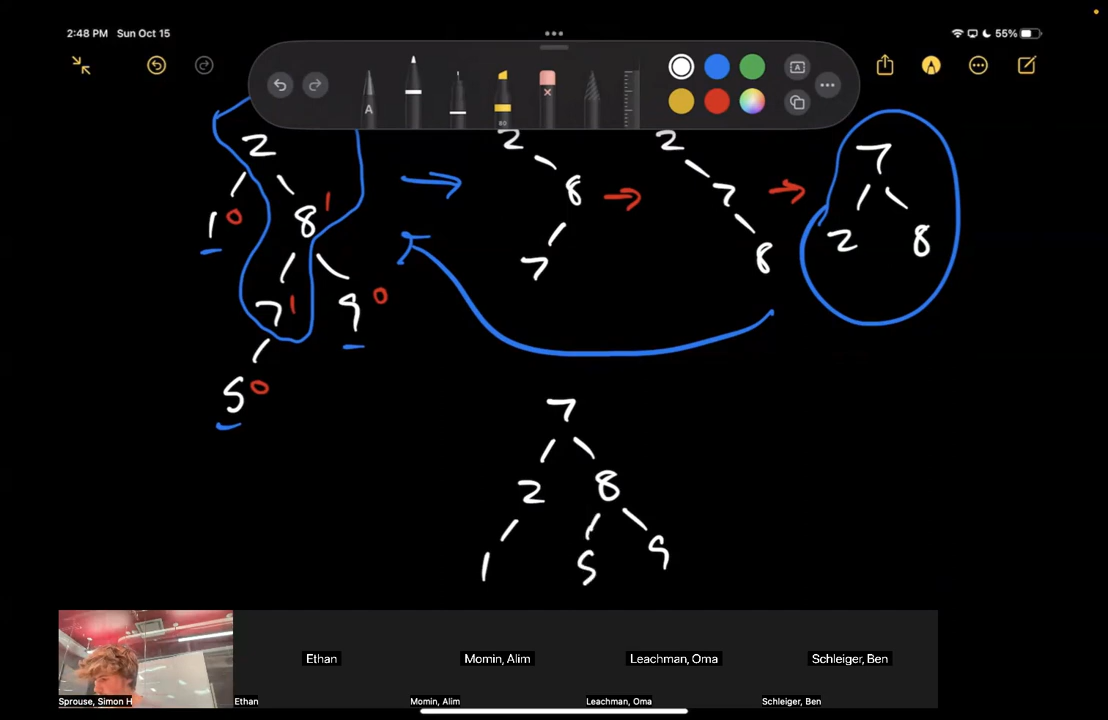 2:48 PM Sun Oct 15
55%
A
80
A
2
2
2
7
1 0
8 1
8
7
2
8
7
8
7 1
9 0
5 0
7
2
8
1
5
9
Ethan
Momin, Alim
Leachman, Oma
Schleiger, Ben
Sprouse, Simon H
Ethan
Momin, Alim
Leachman, Oma
Schleiger, Ben